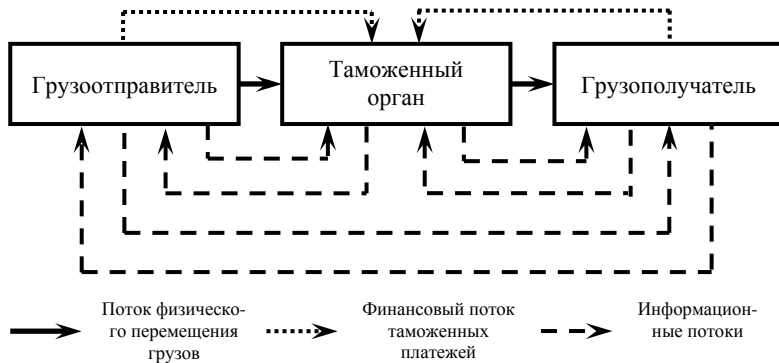 Грузоотправитель
Таможенный
орган
Грузополучатель
Поток физическо-
го перемещения
грузов
Финансовый поток
таможенных
платежей
Информацион-
ные потоки